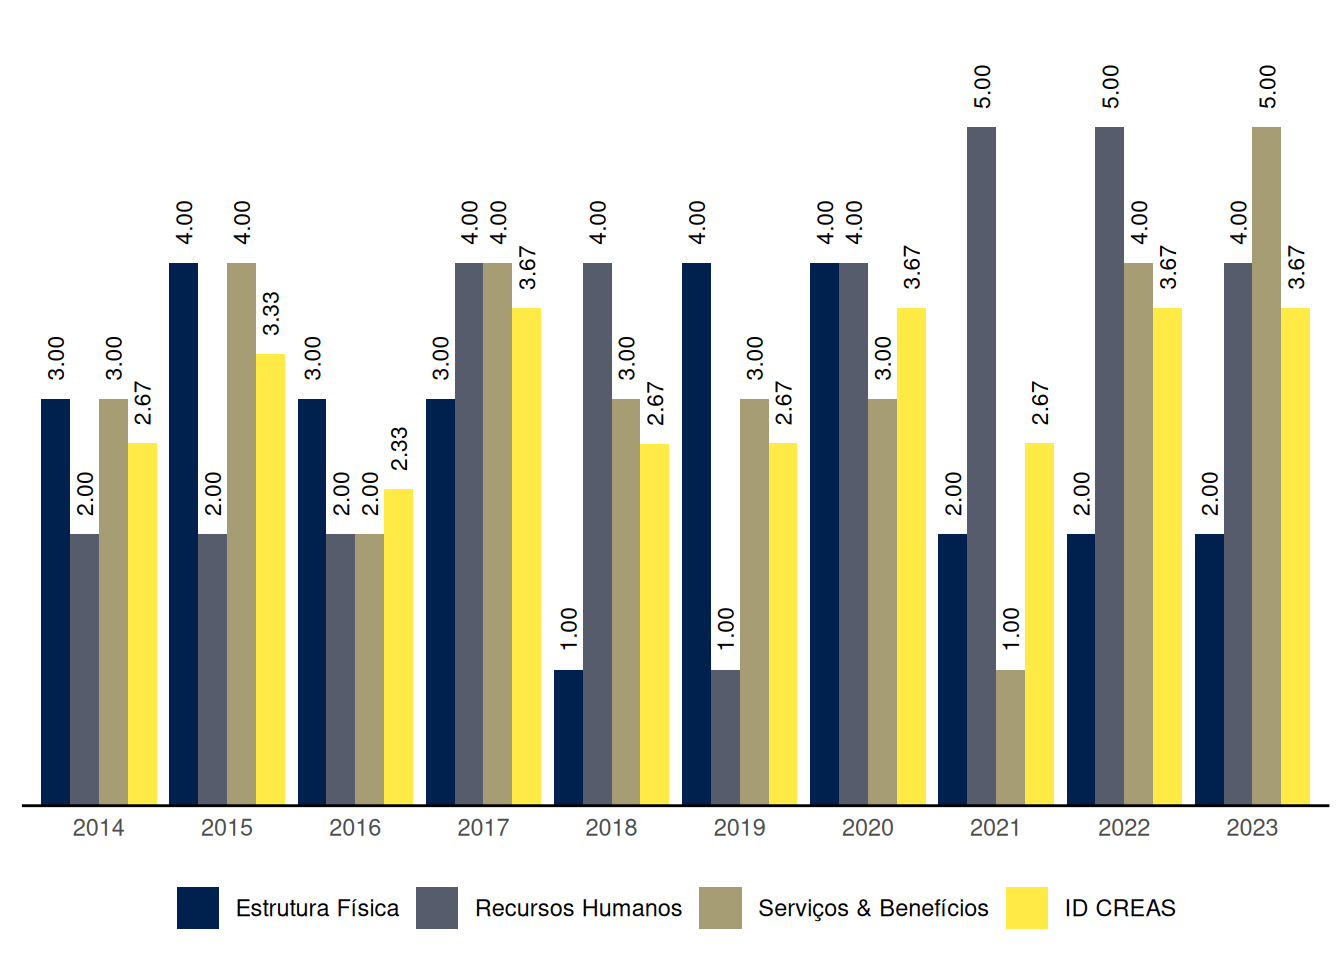 3.00 2.00 3.00 2.67
4.00 2.00 4.00 3.33
3.00 2.00 2.00 2.33
3.00 4.00 4.00 3.67
1.00 4.00 3.00 2.67
4.00 1.00 3.00 2.67
4.00 4.00 3.00 3.67
2.00 5.00 1.00 2.67
2.00 5.00 4.00 3.67
2.00 4.00 5.00 3.67
2014 2015 2016 2017 2018 2019 2020 2021 2022 2023
Estrutura Física Recursos Humanos Serviços & Benefícios ID CREAS